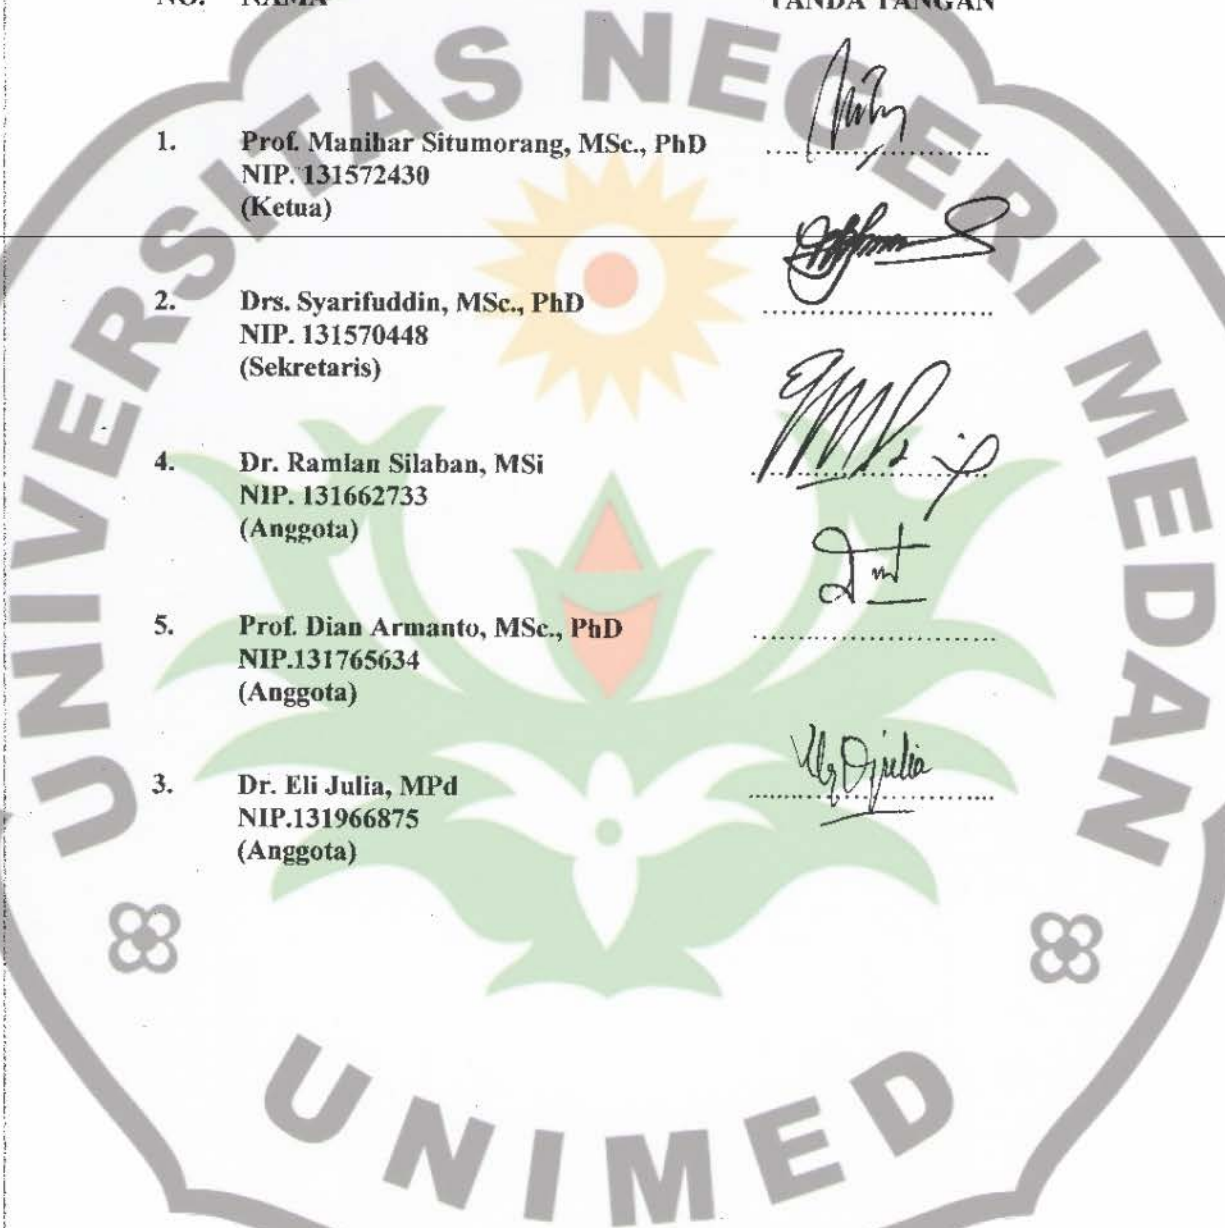 NO. NAMA TANDA TANGAN
1. Prof. Manihar Situmorang, MSc., PhD
NIP. 131572430
(Ketua)
2. Drs. Syarifuddin, MSc., PhD
NIP. 131570448
(Sekretaris)
4. Dr. Ramlan Silaban, MSi
NIP. 131662733
(Anggota)
5. Prof. Dian Armanto, MSc., PhD
NIP.131765634
(Anggota)
3. Dr. Eli Julia, MPd
NIP.131966875
(Anggota)
UNIVERSITAS NEGERI MEDAN
UNIMED